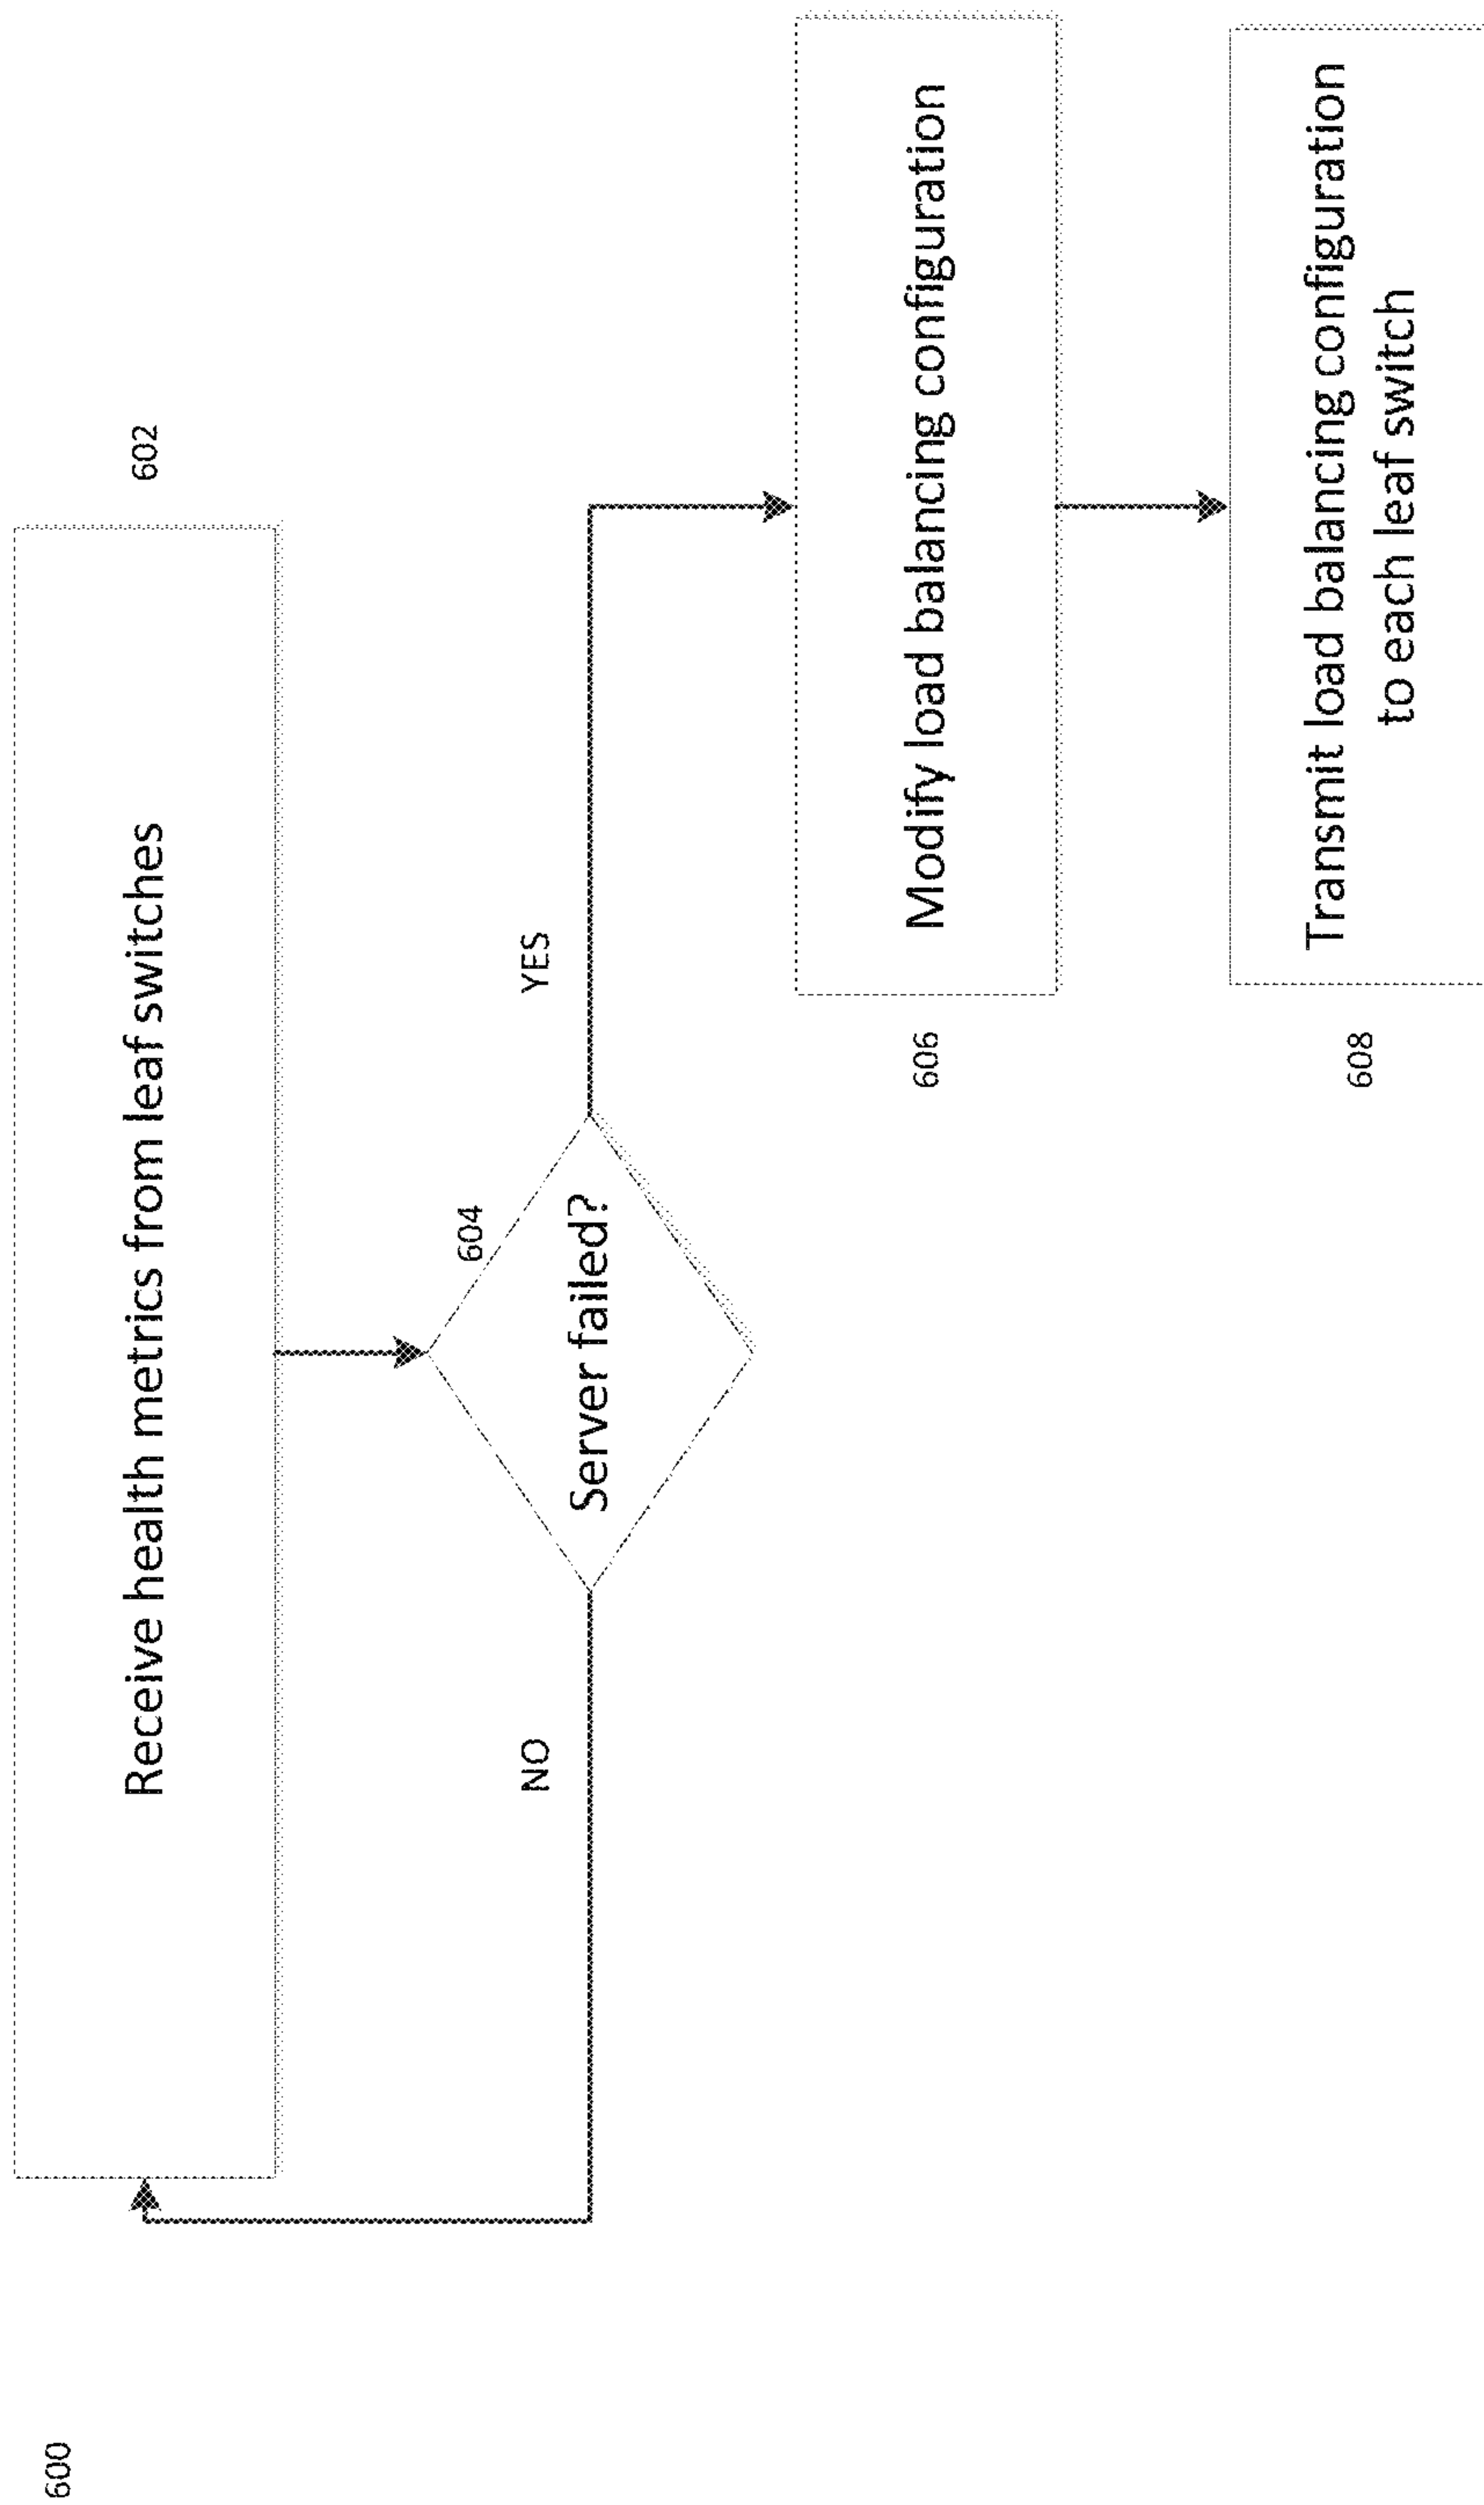 600
Receive health metrics from leaf switches
602
604
Server failed?
NO
YES
Modify load balancing configuration
606
Transmit load balancing configuration
to each leaf switch
608